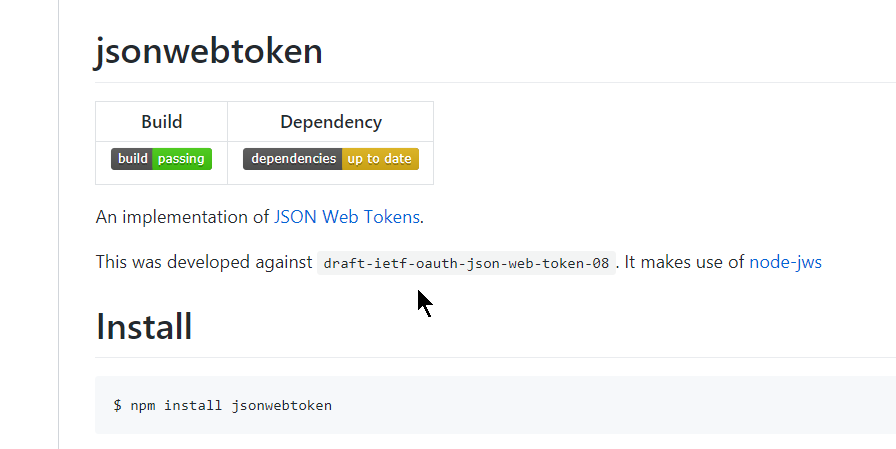 jsonwebtoken
Build Dependency
build passing dependencies up to date
An implementation of JSON Web Tokens.
This was developed against draft-ietf-oauth-json-web-token-08. It makes use of node-jws
Install
$ npm install jsonwebtoken